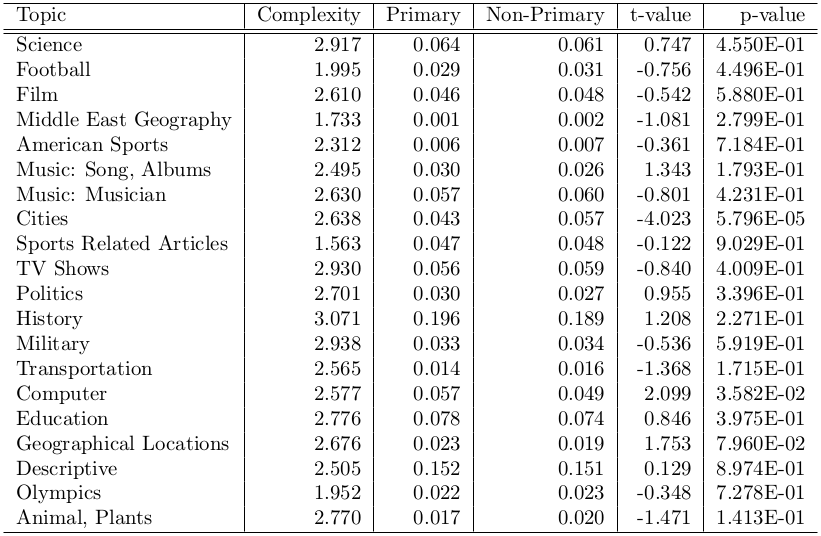 Topic Complexity Primary Non-Primary t-value p-value
Science 2.917 0.064 0.061 0.747 4.550E-01
Football 1.995 0.029 0.031 -0.756 4.496E-01
Film 2.610 0.046 0.048 -0.542 5.880E-01
Middle East Geography 1.733 0.001 0.002 -1.081 2.799E-01
American Sports 2.312 0.006 0.007 -0.361 7.184E-01
Music: Song, Albums 2.495 0.030 0.026 1.343 1.793E-01
Music: Musician 2.630 0.057 0.060 -0.801 4.231E-01
Cities 2.638 0.043 0.057 -4.023 5.796E-05
Sports Related Articles 1.563 0.047 0.048 -0.122 9.029E-01
TV Shows 2.930 0.056 0.059 -0.840 4.009E-01
Politics 2.701 0.030 0.027 0.955 3.396E-01
History 3.071 0.196 0.189 1.208 2.271E-01
Military 2.938 0.033 0.034 -0.536 5.919E-01
Transportation 2.565 0.014 0.016 -1.368 1.715E-01
Computer 2.577 0.057 0.049 2.099 3.582E-02
Education 2.776 0.078 0.074 0.846 3.975E-01
Geographical Locations 2.676 0.023 0.019 1.753 7.960E-02
Descriptive 2.505 0.152 0.151 0.129 8.974E-01
Olympics 1.952 0.022 0.023 -0.348 7.278E-01
Animal, Plants 2.770 0.017 0.020 -1.471 1.413E-01